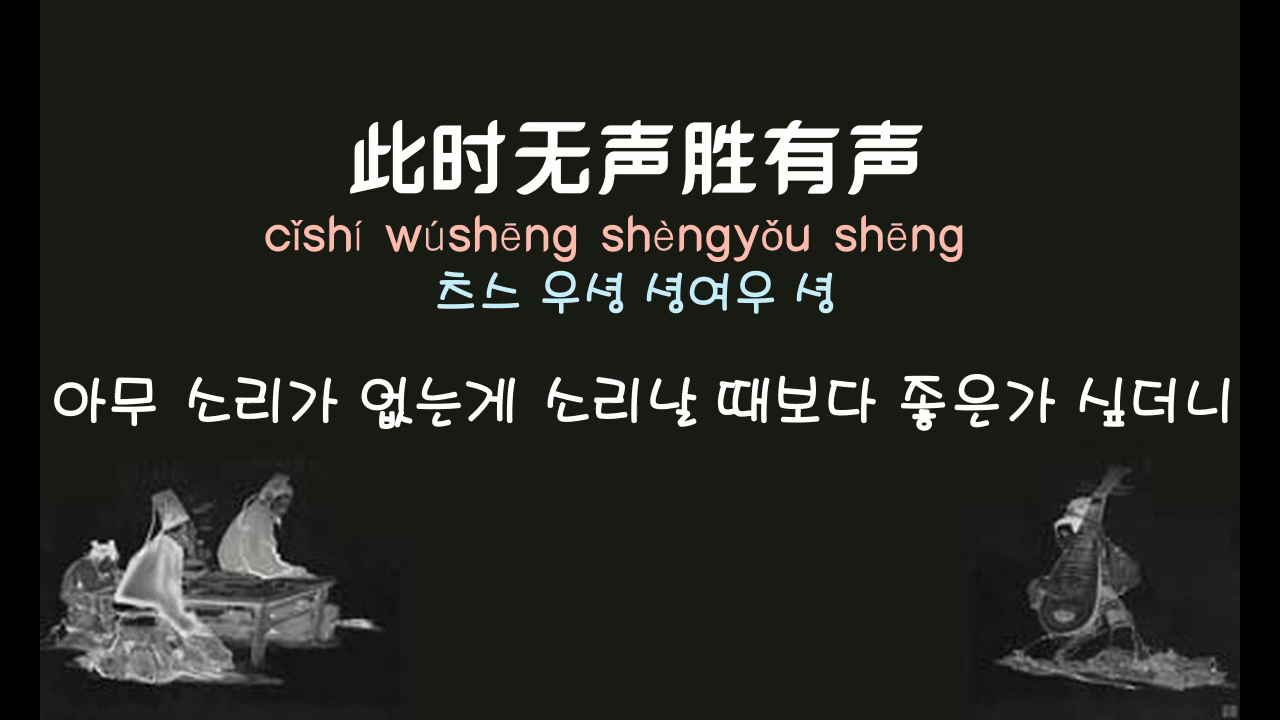 此时无声胜有声
cǐshí wúshēng shèngyǒu shēng
츠스 우셩 셩여우 셩
아무 소리가 없는게 소리날 때보다 좋은가 싶더니